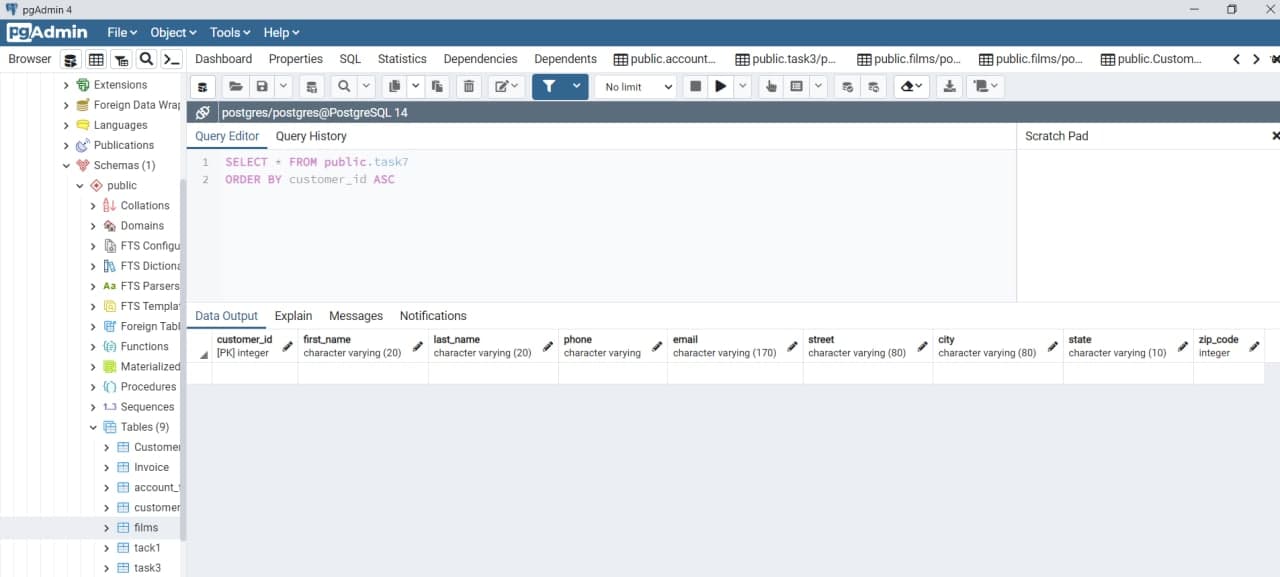 pgAdmin 4
pgAdmin File Object Tools Help
Browser Dashboard Properties SQL Statistics Dependencies Dependents public.account... public.task3/p... public.films/po... public.films/po... public.Custom...
No limit
postgres/postgres@PostgreSQL 14
Query Editor Query History
Scratch Pad
1 SELECT * FROM public.task7
2 ORDER BY customer_id ASC
Extensions
Foreign Data Wrap
Languages
Publications
Schemas (1)
public
Collations
Domains
FTS Configu
FTS Dictiona
FTS Parsers
FTS Templat
Foreign Tabl
Functions
Materialized
Procedures
1..3 Sequences
Tables (9)
Customer
Invoice
account_t
customer
films
tack1
task3
Data Output Explain Messages Notifications
customer_id first_name last_name phone email street city state zip_code
[PK] integer character varying (20) character varying (20) character varying character varying (170) character varying (80) character varying (80) character varying (10) integer